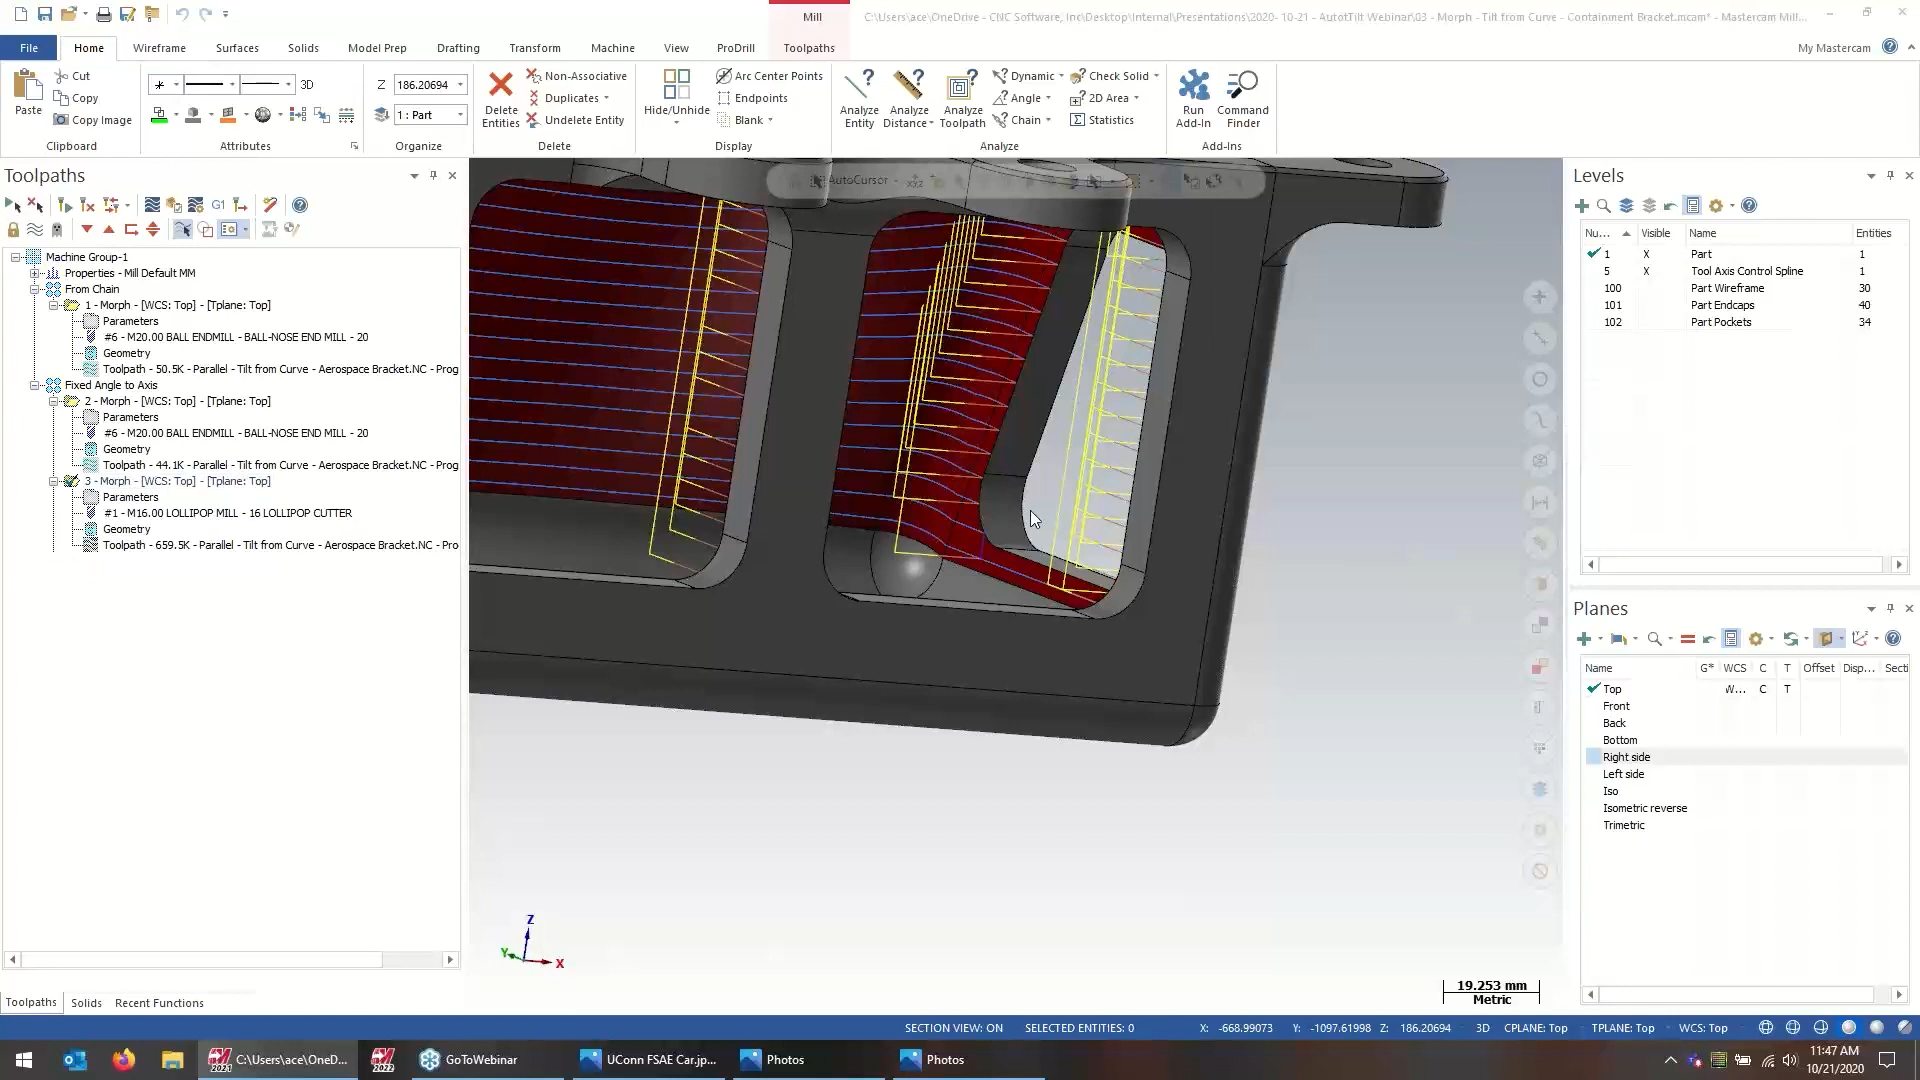 Mill
C:\Users\ace\OneDrive - CNC Software, Inc\Desktop\Internal\Presentations\2020- 10-21 - AutotTilt Webinar\03 - Morph - Tilt from Curve - Containment Bracket.mcam* - Mastercam Mill...
File Home Wireframe Surfaces Solids Model Prep Drafting Transform Machine View ProDrill Toolpaths My Mastercam
Paste
Cut
Copy
Copy Image
3D
Z 186.20694
1 : Part
Delete Entities
Non-Associative
Duplicates
Undelete Entity
Hide/Unhide
Arc Center Points
Endpoints
Blank
Analyze Entity
Analyze Distance
Analyze Toolpath
Dynamic
Angle
Chain
Check Solid
2D Area
Statistics
Run Add-In
Command Finder
Clipboard Attributes Organize Delete Display Analyze Add-Ins
Toolpaths
G1
Machine Group-1
Properties - Mill Default MM
From Chain
1 - Morph - [WCS: Top] - [Tplane: Top]
Parameters
#6 - M20.00 BALL ENDMILL - BALL-NOSE END MILL - 20
Geometry
Toolpath - 50.5K - Parallel - Tilt from Curve - Aerospace Bracket.NC - Prog
Fixed Angle to Axis
2 - Morph - [WCS: Top] - [Tplane: Top]
Parameters
#6 - M20.00 BALL ENDMILL - BALL-NOSE END MILL - 20
Geometry
Toolpath - 44.1K - Parallel - Tilt from Curve - Aerospace Bracket.NC - Prog
3 - Morph - [WCS: Top] - [Tplane: Top]
Parameters
#1 - M16.00 LOLLIPOP MILL - 16 LOLLIPOP CUTTER
Geometry
Toolpath - 659.5K - Parallel - Tilt from Curve - Aerospace Bracket.NC - Pro
Toolpaths Solids Recent Functions
AutoCursor
Z
Y
X
19.253 mm
Metric
Levels
Nu... Visible Name Entities
1 X Part 1
5 X Tool Axis Control Spline 1
100 Part Wireframe 30
101 Part Endcaps 40
102 Part Pockets 34
Planes
Name G* WCS C T Offset Disp... Secti
Top W... C T
Front
Back
Bottom
Right side
Left side
Iso
Isometric reverse
Trimetric
SECTION VIEW: ON SELECTED ENTITIES: 0 X: -668.99073 Y: -1097.61998 Z: 186.20694 3D CPLANE: Top TPLANE: Top WCS: Top
2021 C:\Users\ace\OneD...
2022
GoToWebinar
UConn FSAE Car.jp...
Photos
Photos
11:47 AM
10/21/2020